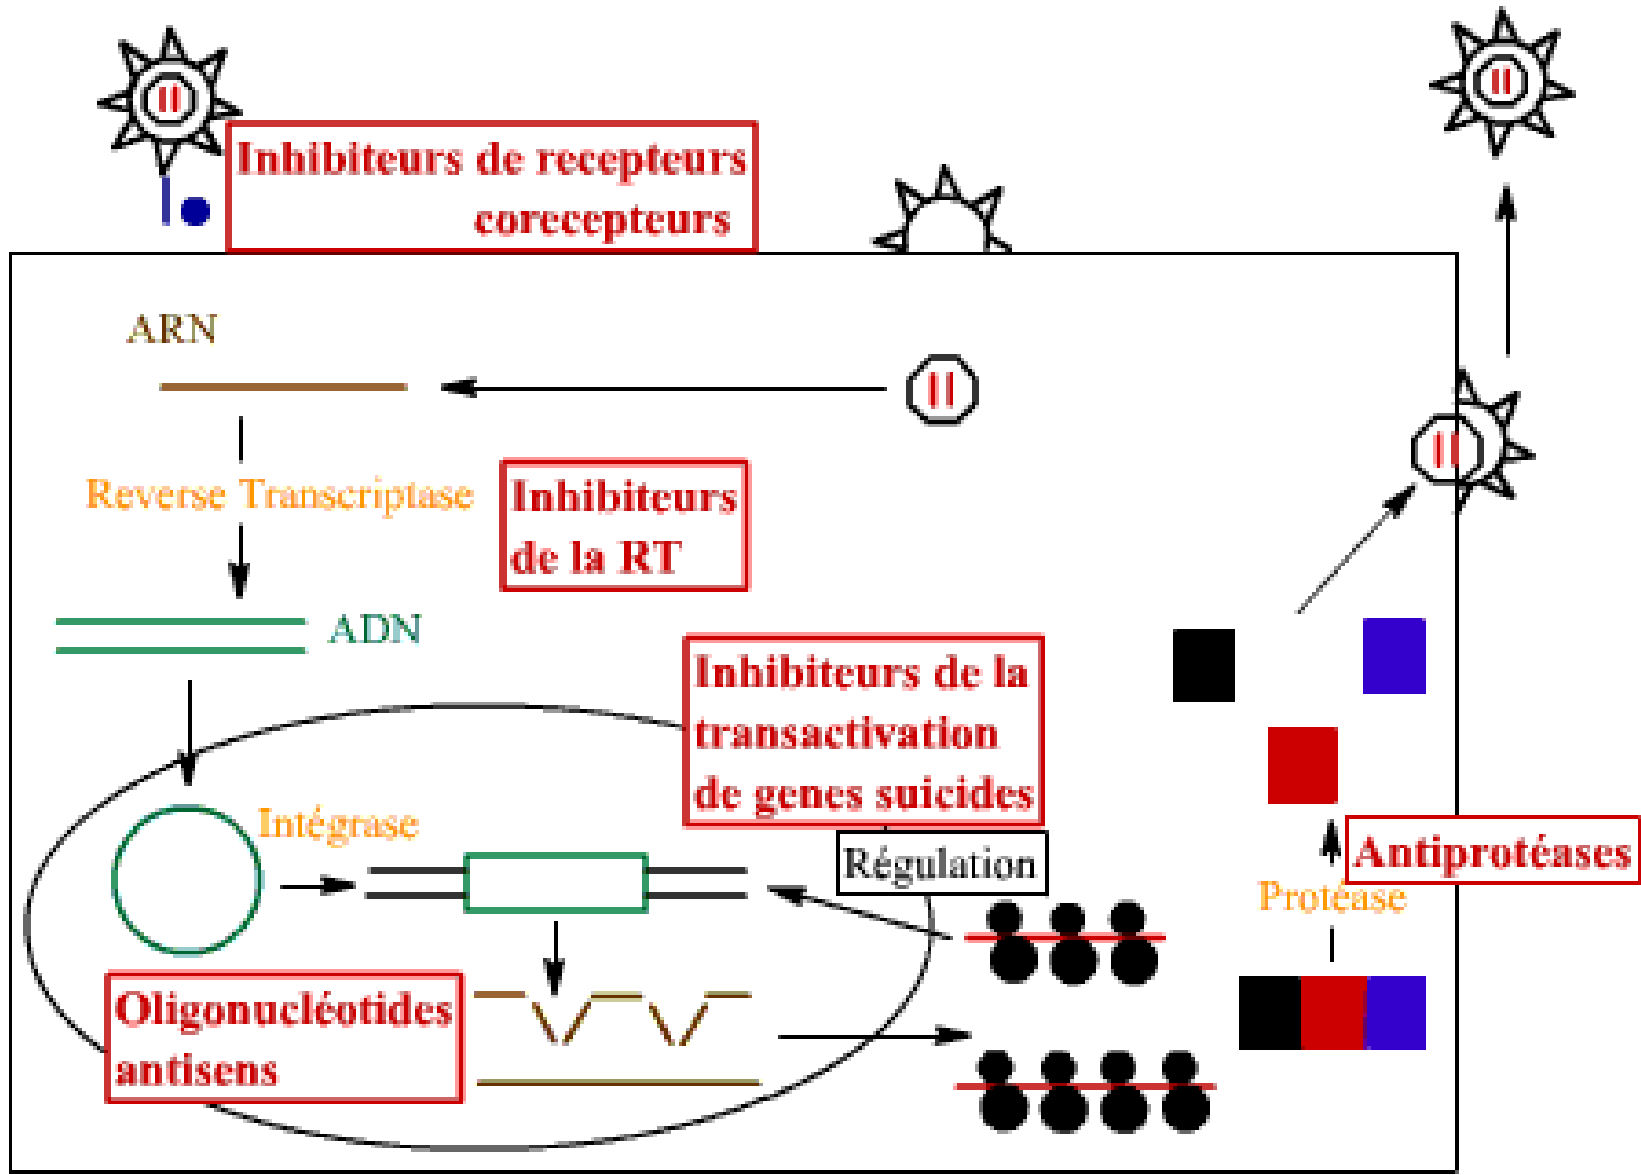 Inhibiteurs de recepteurs
corecepteurs
ARN
Reverse Transcriptase
Inhibiteurs
de la RT
ADN
Inhibiteurs de la
transactivation
de genes suicides
Intégrase
Régulation
Antiprotéases
Protéase
Oligonucléotides
antisens